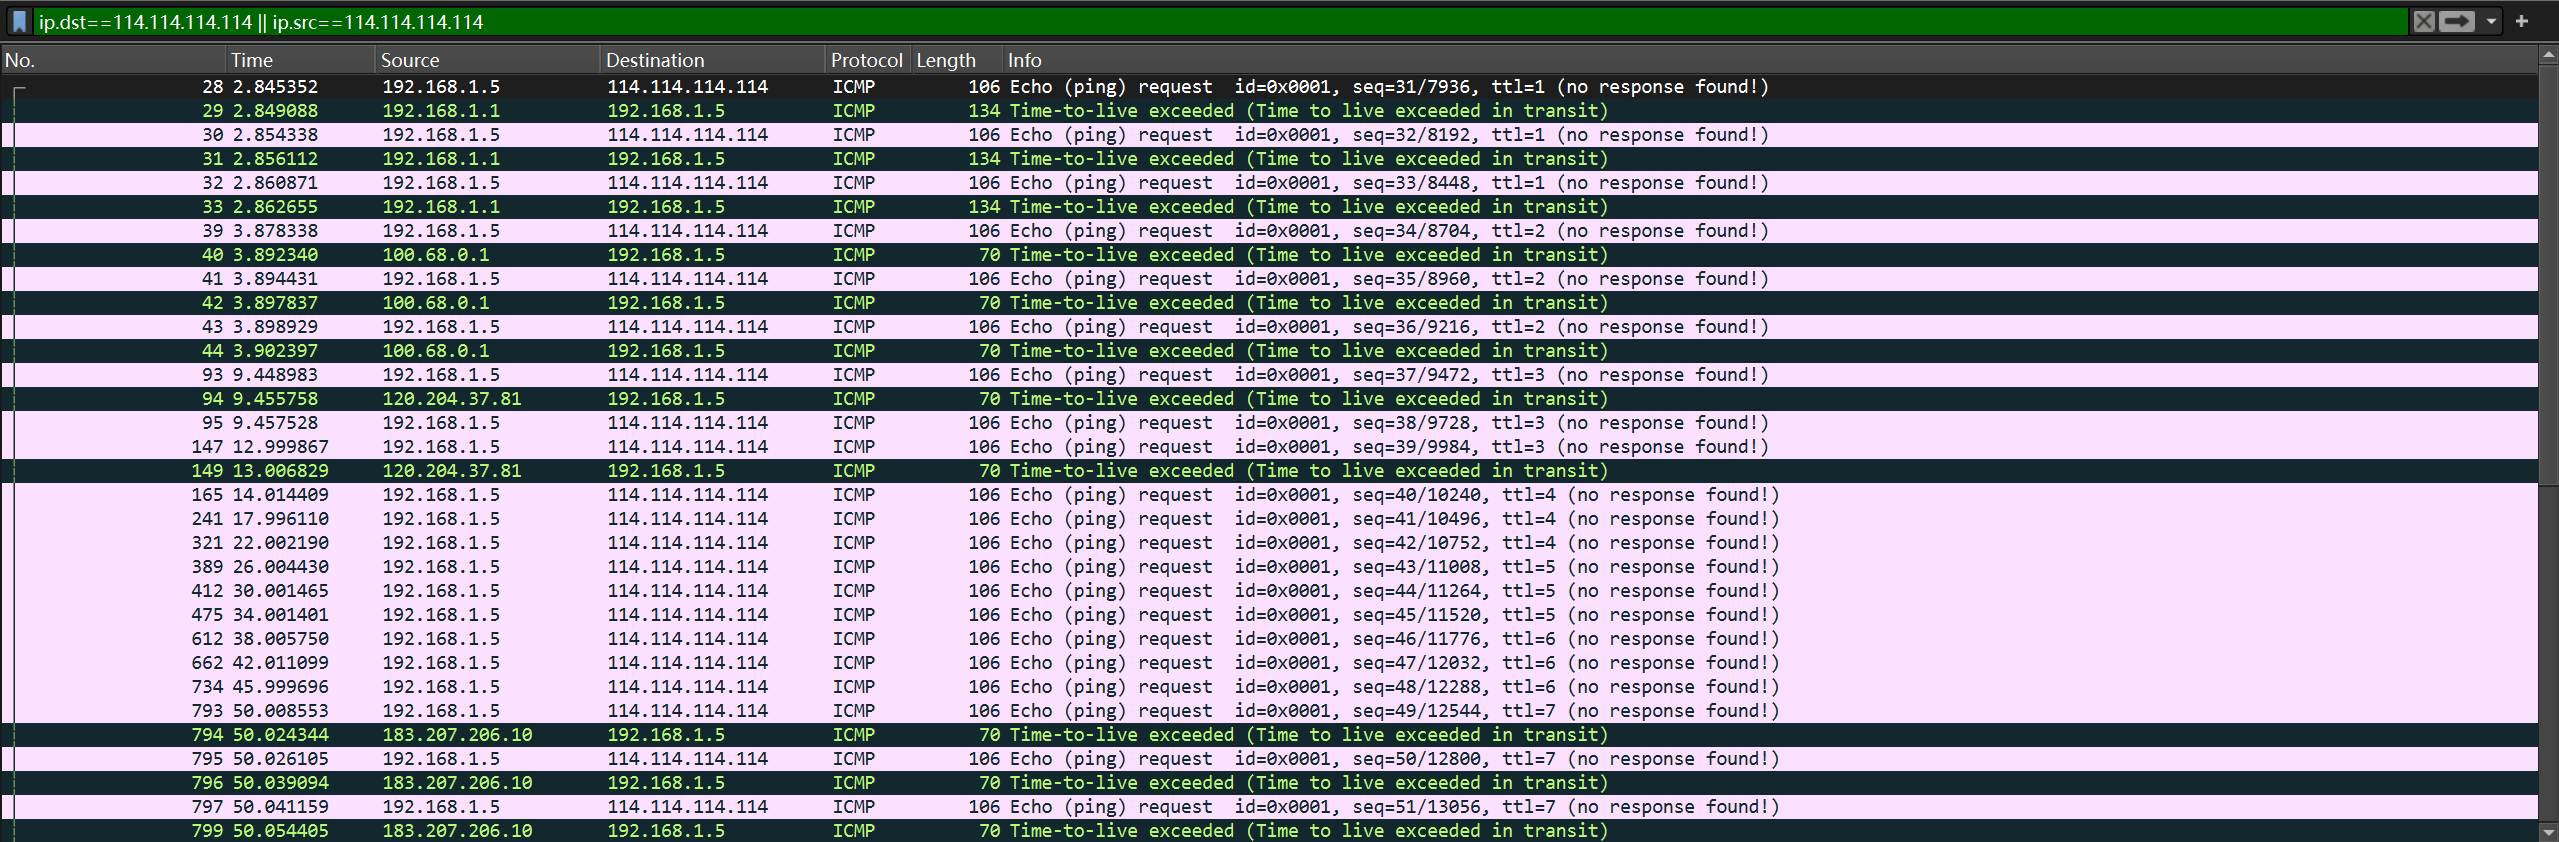 ip.dst==114.114.114.114 || ip.src==114.114.114.114
No. Time Source Destination Protocol Length Info
28 2.845352 192.168.1.5 114.114.114.114 ICMP 106 Echo (ping) request id=0x0001, seq=31/7936, ttl=1 (no response found!)
29 2.849088 192.168.1.1 192.168.1.5 ICMP 134 Time-to-live exceeded (Time to live exceeded in transit)
30 2.854338 192.168.1.5 114.114.114.114 ICMP 106 Echo (ping) request id=0x0001, seq=32/8192, ttl=1 (no response found!)
31 2.856112 192.168.1.1 192.168.1.5 ICMP 134 Time-to-live exceeded (Time to live exceeded in transit)
32 2.860871 192.168.1.5 114.114.114.114 ICMP 106 Echo (ping) request id=0x0001, seq=33/8448, ttl=1 (no response found!)
33 2.862655 192.168.1.1 192.168.1.5 ICMP 134 Time-to-live exceeded (Time to live exceeded in transit)
39 3.878338 192.168.1.5 114.114.114.114 ICMP 106 Echo (ping) request id=0x0001, seq=34/8704, ttl=2 (no response found!)
40 3.892340 100.68.0.1 192.168.1.5 ICMP 70 Time-to-live exceeded (Time to live exceeded in transit)
41 3.894431 192.168.1.5 114.114.114.114 ICMP 106 Echo (ping) request id=0x0001, seq=35/8960, ttl=2 (no response found!)
42 3.897837 100.68.0.1 192.168.1.5 ICMP 70 Time-to-live exceeded (Time to live exceeded in transit)
43 3.898929 192.168.1.5 114.114.114.114 ICMP 106 Echo (ping) request id=0x0001, seq=36/9216, ttl=2 (no response found!)
44 3.902397 100.68.0.1 192.168.1.5 ICMP 70 Time-to-live exceeded (Time to live exceeded in transit)
93 9.448983 192.168.1.5 114.114.114.114 ICMP 106 Echo (ping) request id=0x0001, seq=37/9472, ttl=3 (no response found!)
94 9.455758 120.204.37.81 192.168.1.5 ICMP 70 Time-to-live exceeded (Time to live exceeded in transit)
95 9.457528 192.168.1.5 114.114.114.114 ICMP 106 Echo (ping) request id=0x0001, seq=38/9728, ttl=3 (no response found!)
147 12.999867 192.168.1.5 114.114.114.114 ICMP 106 Echo (ping) request id=0x0001, seq=39/9984, ttl=3 (no response found!)
149 13.006829 120.204.37.81 192.168.1.5 ICMP 70 Time-to-live exceeded (Time to live exceeded in transit)
165 14.014409 192.168.1.5 114.114.114.114 ICMP 106 Echo (ping) request id=0x0001, seq=40/10240, ttl=4 (no response found!)
241 17.996110 192.168.1.5 114.114.114.114 ICMP 106 Echo (ping) request id=0x0001, seq=41/10496, ttl=4 (no response found!)
321 22.002190 192.168.1.5 114.114.114.114 ICMP 106 Echo (ping) request id=0x0001, seq=42/10752, ttl=4 (no response found!)
389 26.004430 192.168.1.5 114.114.114.114 ICMP 106 Echo (ping) request id=0x0001, seq=43/11008, ttl=5 (no response found!)
412 30.001465 192.168.1.5 114.114.114.114 ICMP 106 Echo (ping) request id=0x0001, seq=44/11264, ttl=5 (no response found!)
475 34.001401 192.168.1.5 114.114.114.114 ICMP 106 Echo (ping) request id=0x0001, seq=45/11520, ttl=5 (no response found!)
612 38.005750 192.168.1.5 114.114.114.114 ICMP 106 Echo (ping) request id=0x0001, seq=46/11776, ttl=6 (no response found!)
662 42.011099 192.168.1.5 114.114.114.114 ICMP 106 Echo (ping) request id=0x0001, seq=47/12032, ttl=6 (no response found!)
734 45.999696 192.168.1.5 114.114.114.114 ICMP 106 Echo (ping) request id=0x0001, seq=48/12288, ttl=6 (no response found!)
793 50.008553 192.168.1.5 114.114.114.114 ICMP 106 Echo (ping) request id=0x0001, seq=49/12544, ttl=7 (no response found!)
794 50.024344 183.207.206.10 192.168.1.5 ICMP 70 Time-to-live exceeded (Time to live exceeded in transit)
795 50.026105 192.168.1.5 114.114.114.114 ICMP 106 Echo (ping) request id=0x0001, seq=50/12800, ttl=7 (no response found!)
796 50.039094 183.207.206.10 192.168.1.5 ICMP 70 Time-to-live exceeded (Time to live exceeded in transit)
797 50.041159 192.168.1.5 114.114.114.114 ICMP 106 Echo (ping) request id=0x0001, seq=51/13056, ttl=7 (no response found!)
799 50.054405 183.207.206.10 192.168.1.5 ICMP 70 Time-to-live exceeded (Time to live exceeded in transit)